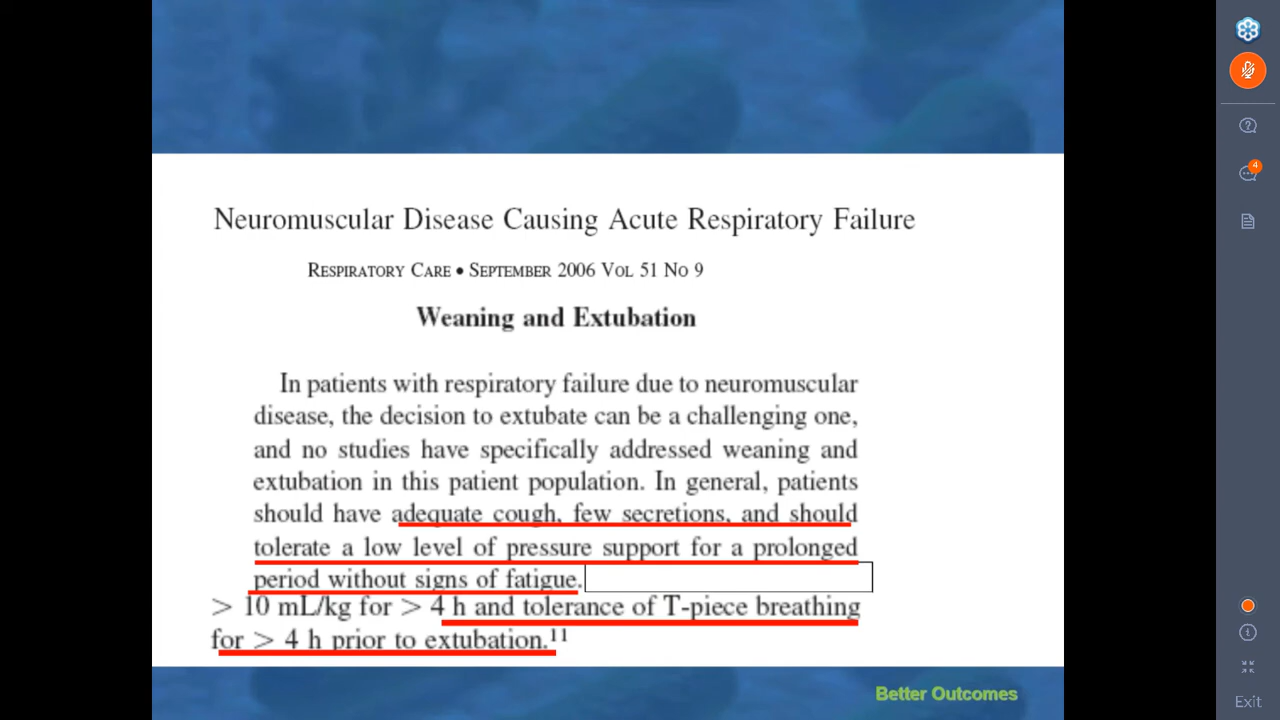 Neuromuscular Disease Causing Acute Respiratory Failure
RESPIRATORY CARE • SEPTEMBER 2006 VOL 51 NO 9
Weaning and Extubation
In patients with respiratory failure due to neuromuscular
disease, the decision to extubate can be a challenging one,
and no studies have specifically addressed weaning and
extubation in this patient population. In general, patients
should have adequate cough, few secretions, and should
tolerate a low level of pressure support for a prolonged
period without signs of fatigue.
> 10 mL/kg for > 4 h and tolerance of T-piece breathing
for > 4 h prior to extubation.¹¹
Better Outcomes
4
Exit